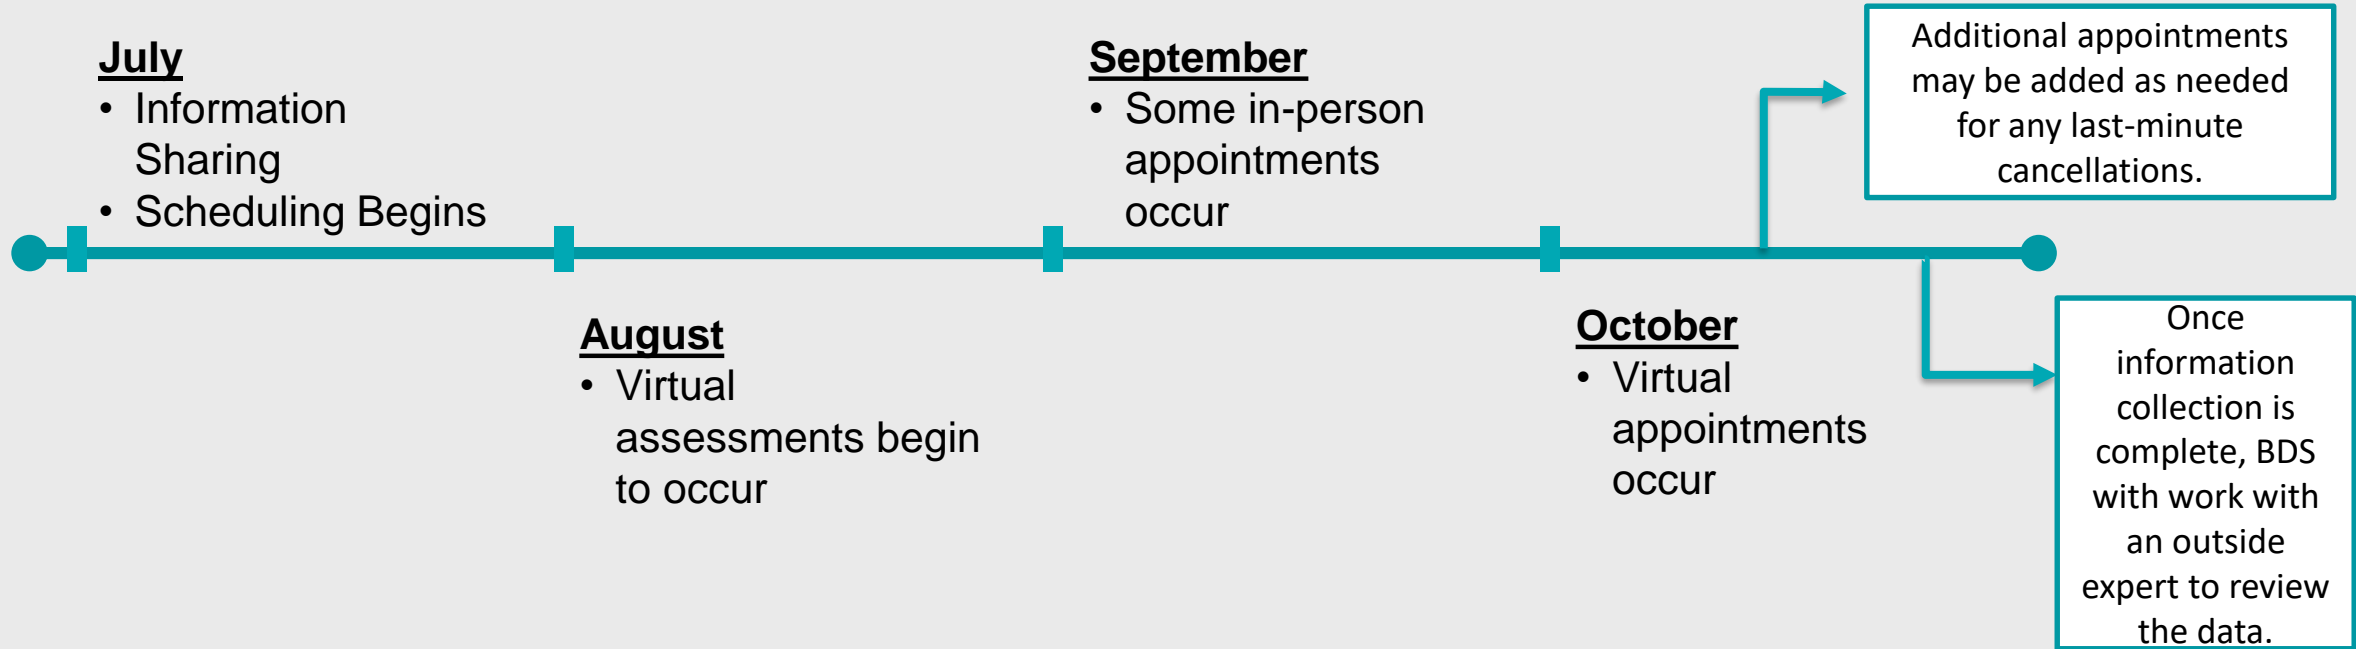 July
• Information
Sharing
• Scheduling Begins
August
• Virtual
assessments begin
to occur
September
• Some in-person
appointments
occur
October
• Virtual
appointments
occur
Additional appointments
may be added as needed
for any last-minute
cancellations.
Once
information
collection is
complete, BDS
with work with
an outside
expert to review
the data.